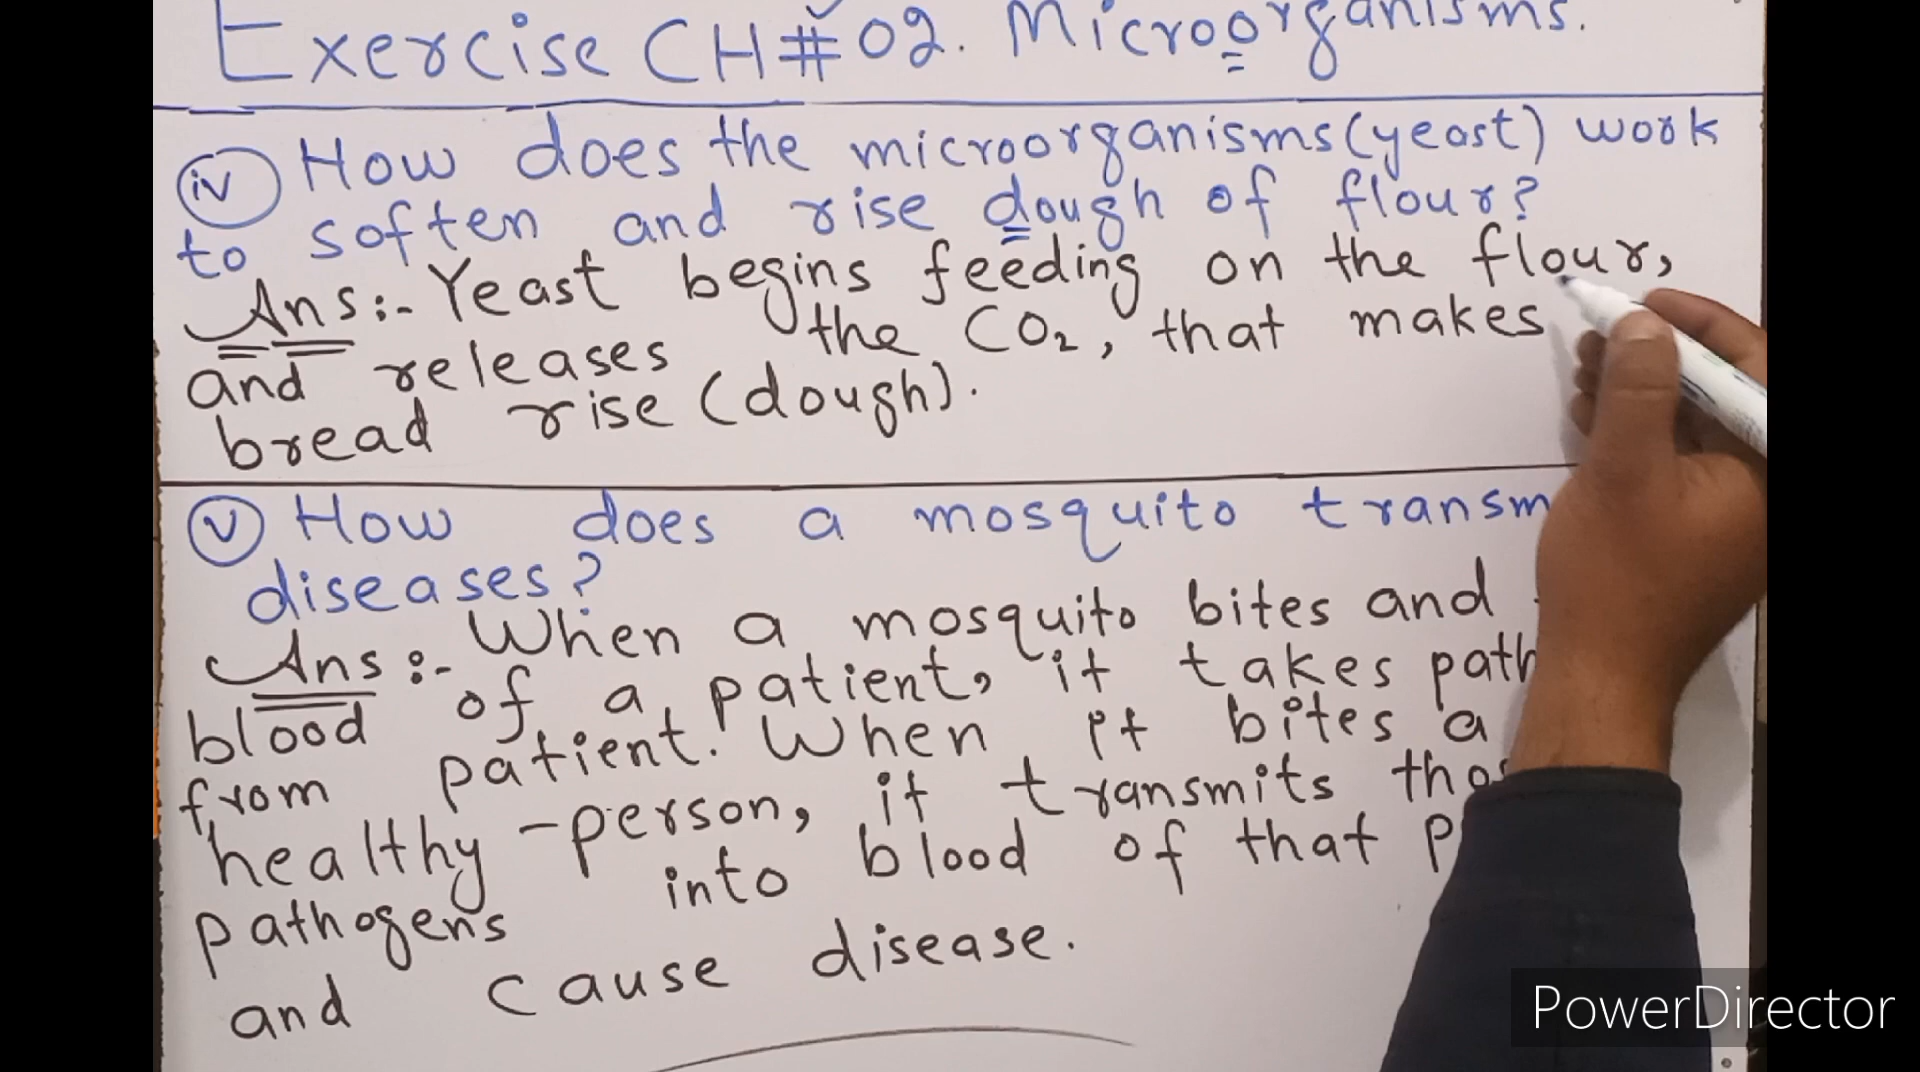 Exercise CH#02. Microorganisms.
(iv) How does the microorganisms(yeast) work
to soften and rise dough of flour?
Ans:- Yeast begins feeding on the flour,
and releases the CO₂, that makes
bread rise (dough).
(v) How does a mosquito transm
diseases?
Ans:- When a mosquito bites and
blood of a patient, it takes path
from patient. When it bites a
healthy-person, it transmits
pathogens into blood of that
and cause disease.
PowerDirector